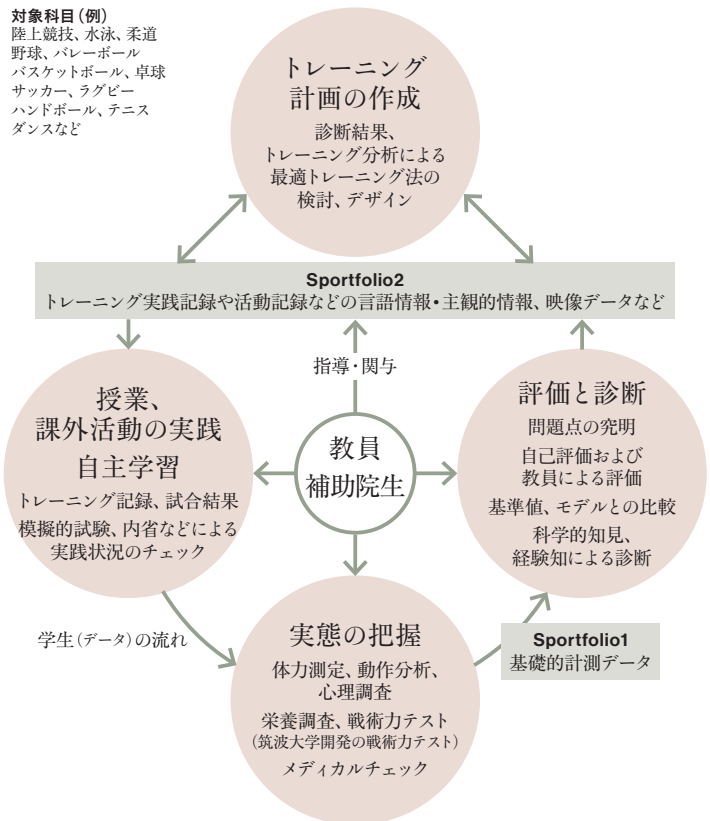 対象科目（例）
陸上競技、水泳、柔道
野球、バレーボール
バスケットボール、卓球
サッカー、ラグビー
ハンドボール、テニス
ダンスなど
トレーニング
計画の作成
診断結果、
トレーニング分析による
最適トレーニング法の
検討、デザイン
Sportfolio2
トレーニング実践記録や活動記録などの言語情報・主観的情報、映像データなど
指導・関与
授業、
課外活動の実践
自主学習
トレーニング記録、試合結果
模擬的試験、内省などによる
実践状況のチェック
教員
補助院生
評価と診断
問題点の究明
自己評価および
教員による評価
基準値、モデルとの比較
科学的知見、
経験知による診断
学生（データ）の流れ
実態の把握
体力測定、動作分析、
心理調査
栄養調査、戦術力テスト
（筑波大学開発の戦術力テスト）
メディカルチェック
Sportfolio1
基礎的計測データ